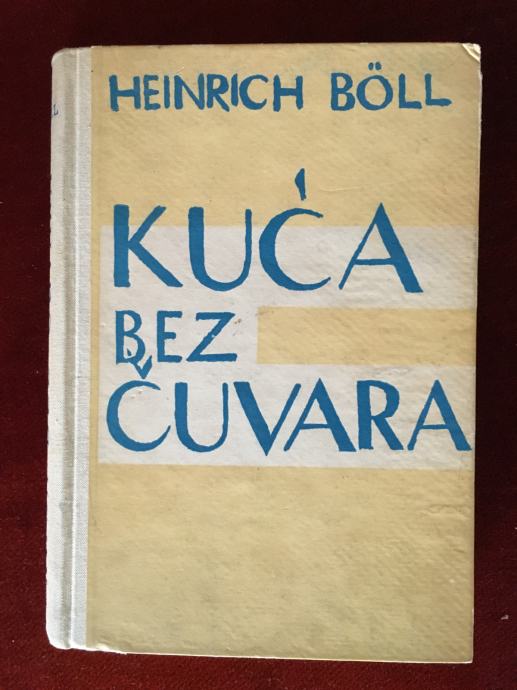 HEINRICH BÖLL
KUĆA
BEZ
ČUVARA